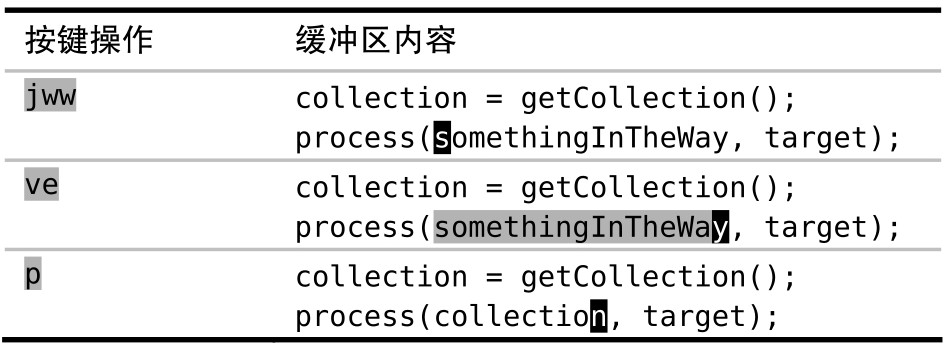 按键操作 缓冲区内容
jww collection = getCollection();
process(somethingInTheWay, target);
ve collection = getCollection();
process(somethingInTheWay, target);
p collection = getCollection();
process(collection, target);